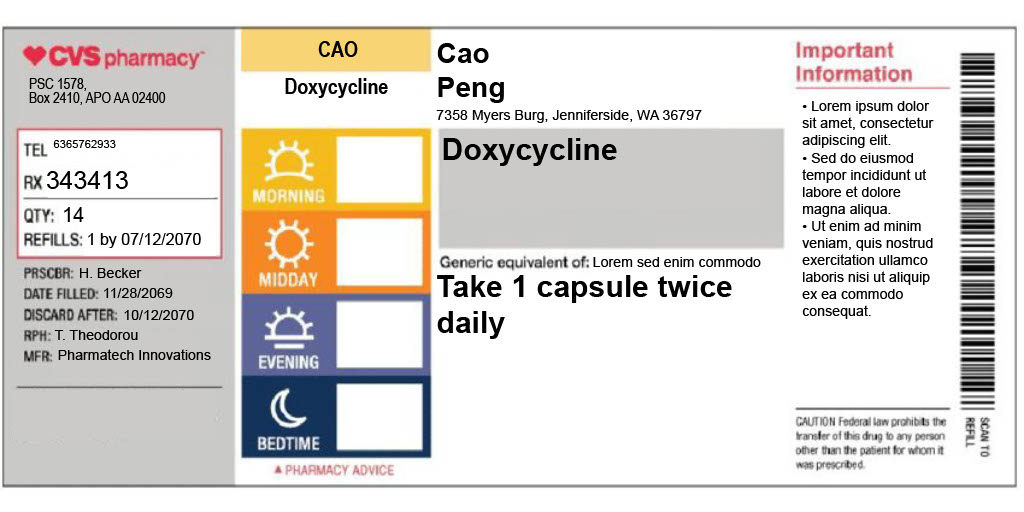 CVS pharmacy
PSC 1578,
Box 2410, APO AA 02400
TEL 6365762933
RX 343413
QTY: 14
REFILLS: 1 by 07/12/2070
PRSCBR: H. Becker
DATE FILLED: 11/28/2069
DISCARD AFTER: 10/12/2070
RPH: T. Theodorou
MFR: Pharmatech Innovations
CAO
Doxycycline
MORNING
MIDDAY
EVENING
BEDTIME
▲ PHARMACY ADVICE
Cao
Peng
7358 Myers Burg, Jenniferside, WA 36797
Doxycycline
Generic equivalent of: Lorem sed enim commodo
Take 1 capsule twice
daily
Important
Information
• Lorem ipsum dolor
sit amet, consectetur
adipiscing elit.
• Sed do eiusmod
tempor incididunt ut
labore et dolore
magna aliqua.
• Ut enim ad minim
veniam, quis nostrud
exercitation ullamco
laboris nisi ut aliquip
ex ea commodo
consequat.
CAUTION Federal law prohibits the
transfer of this drug to any person
other than the patient for whom it
was prescribed.
SCAN TO
REFILL